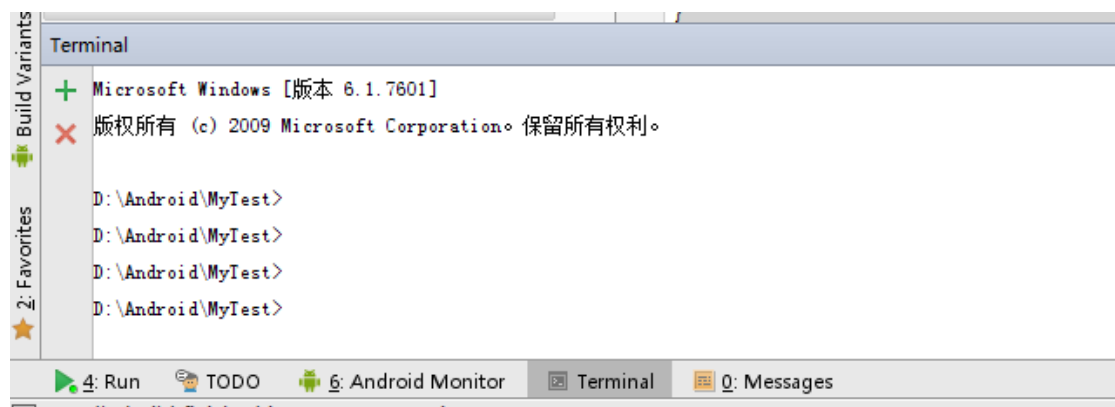 Build Variants
2: Favorites
Terminal
Microsoft Windows [版本 6.1.7601]
版权所有 (c) 2009 Microsoft Corporation。保留所有权利。
D:\Android\MyTest>
D:\Android\MyTest>
D:\Android\MyTest>
D:\Android\MyTest>
4: Run TODO 6: Android Monitor Terminal 0: Messages